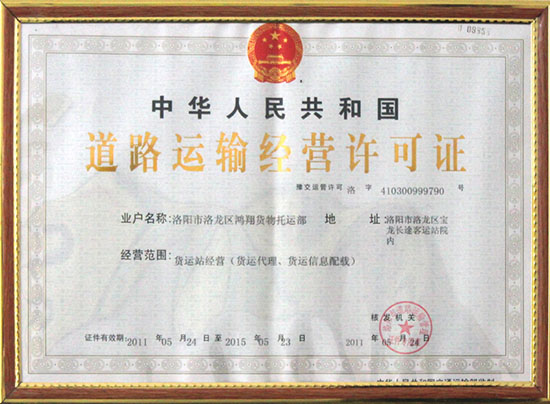 中华人民共和国
道路运输经营许可证
豫交运管许可 洛 字 410300999790 号
业户名称：洛阳市洛龙区鸿翔货物托运部 地 址：洛阳市洛龙区宝
龙长途客运站院
内
经营范围：货运站经营（货运代理、货运信息配载）
核发机关
证件有效期 2011 年 05 月 24 日 至 2015 年 05 月 23 日 2011 年 05 月 24 日